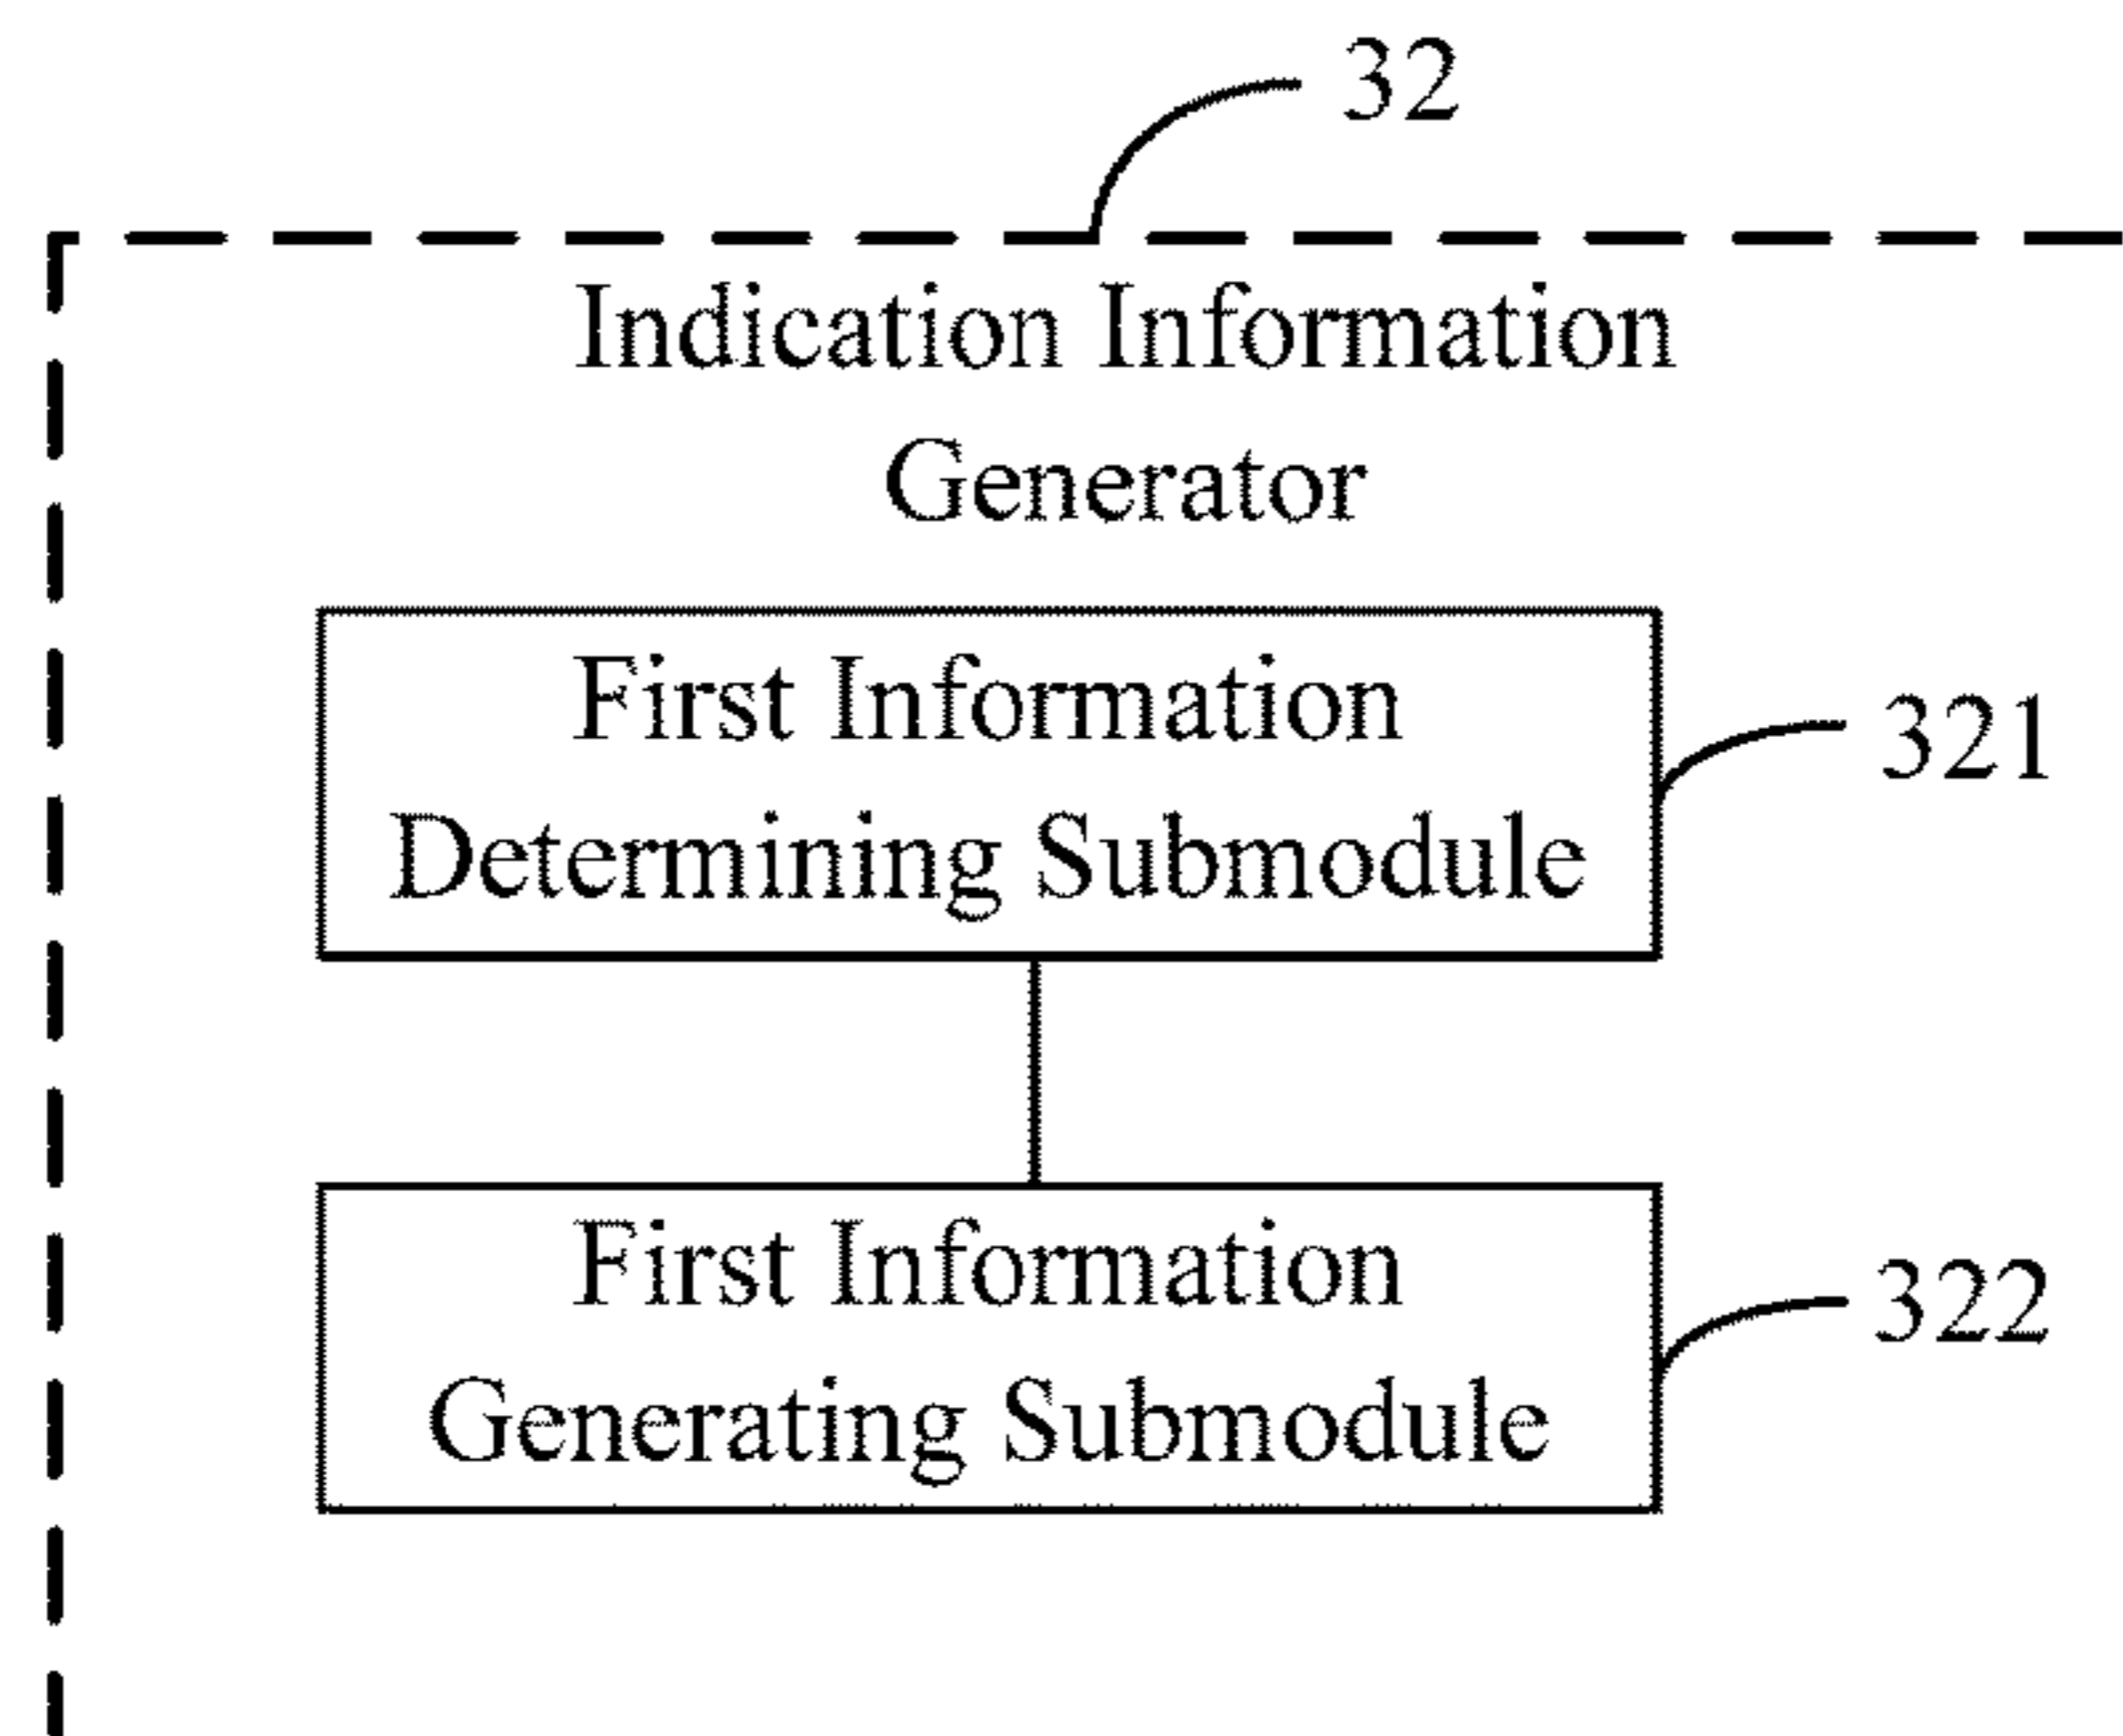 32
Indication Information
Generator
First Information
Determining Submodule
321
First Information
Generating Submodule
322